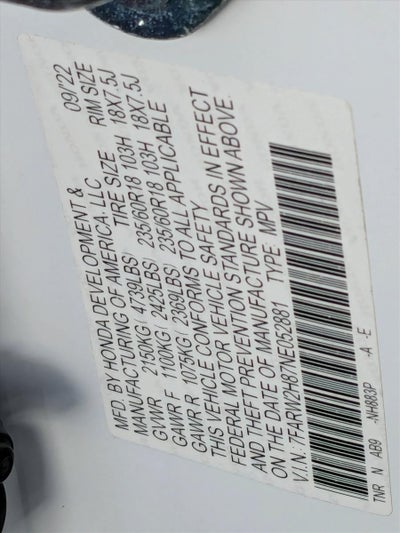 MFD. BY HONDA DEVELOPMENT & 09/'22
MANUFACTURING OF AMERICA, LLC TIRE SIZE RIM SIZE
GVWR 2150KG( 4739LBS) 235/60R18 103H 18X7.5J
GAWR F 1100KG( 2425LBS) 235/60R18 103H 18X7.5J
GAWR R 1075KG( 2369LBS) TO ALL APPLICABLE
THIS VEHICLE CONFORMS TO ALL APPLICABLE
FEDERAL MOTOR VEHICLE SAFETY
AND THEFT PREVENTION STANDARDS IN EFFECT
ON THE DATE OF MANUFACTURE SHOWN ABOVE.
V.I.N. 7FARW2H87NE052881 TYPE: MPV
TNR N AB9 -NH883P -A -E